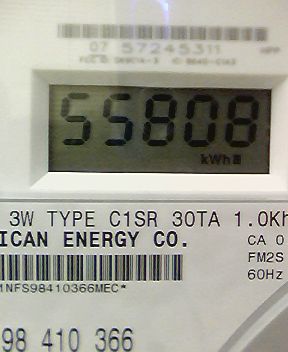 07 57245311
55808
kWh
3W TYPE C1SR 30TA 1.0Kh
ICAN ENERGY CO.
CA 0
FM2S
60Hz
1NFS98410366MEC*
98 410 366